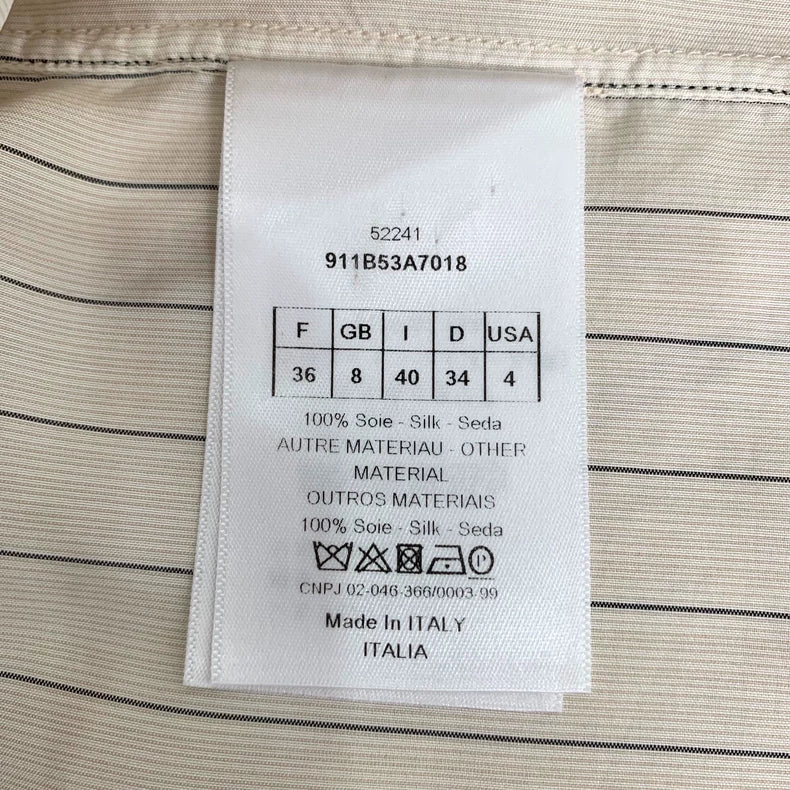 52241
911B53A7018
F GB I D USA
36 8 40 34 4
100% Soie - Silk - Seda
AUTRE MATERIAU - OTHER
MATERIAL
OUTROS MATERIAIS
100% Soie - Silk - Seda
P
CNPJ 02-046-366/0003-99
Made In ITALY
ITALIA